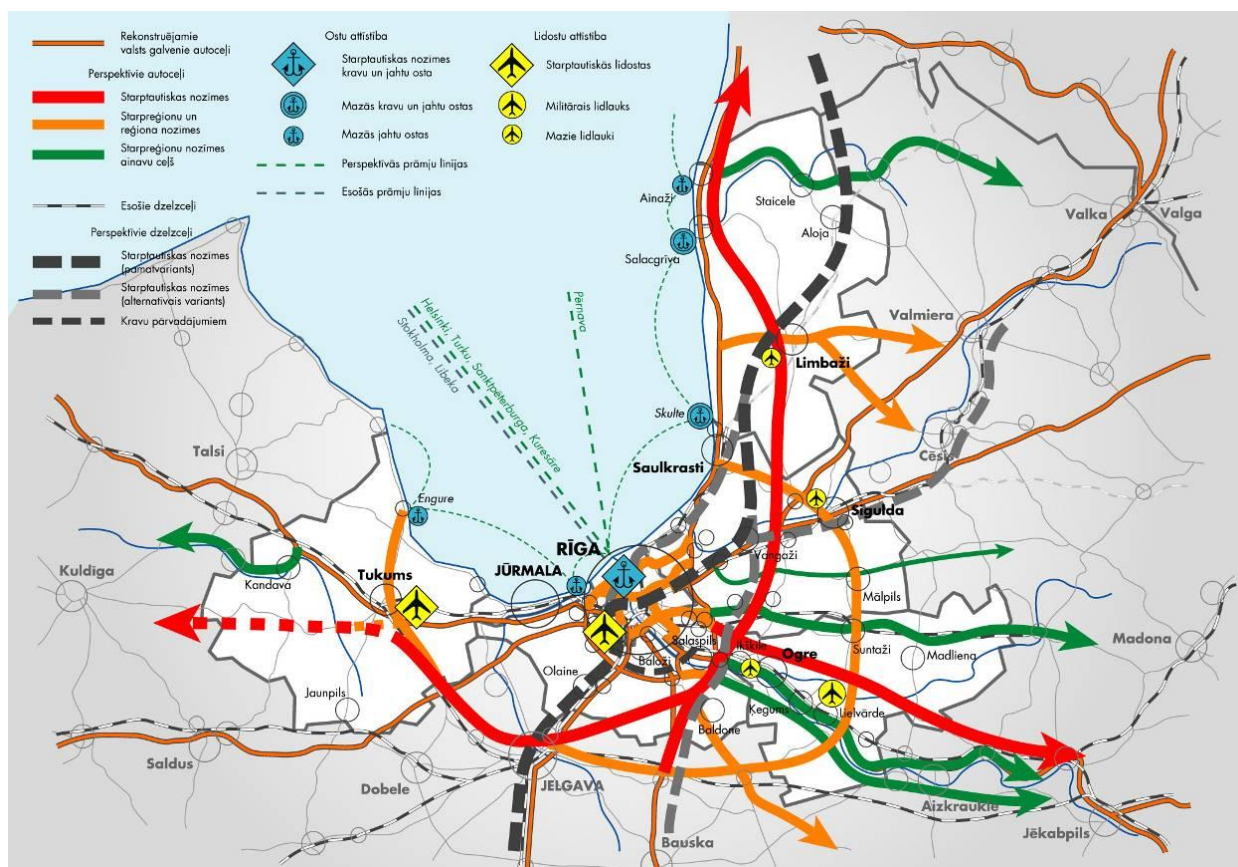 Rekonstruējamie
valsts galvenie autoceļi
Perspektīvie autoceļi
Starptautiskas nozīmes
Starpreģionu un
reģiona nozīmes
Starpreģionu nozīmes
ainavu ceļš
Esošie dzelzceļi
Perspektīvie dzelzceļi
Starptautiskas nozīmes
(pamatvariants)
Starptautiskas nozīmes
(alternatīvais variants)
Kravu pārvadājumiem
Ostu attīstība
Starptautiskas nozīmes
kravu un jahtu osta
Mazās kravu un jahtu ostas
Mazās jahtu ostas
Perspektīvās prāmju līnijas
Esošās prāmju līnijas
Lidostu attīstība
Starptautiskās lidostas
Militārais lidlauks
Mazie lidlauki
Ainaži
Staicele
Valka
Valga
Aloja
Salacgrīva
Pērnava
Helsinki, Turku, Sanktpēterburga, Kuresāre
Stokholma, Lībeka
Valmiera
Limbaži
Skulte
Cēsis
Talsi
Saulkrasti
Engure
Sigulda
RĪGA
Vangaži
JŪRMALA
Kuldīga
Kandava
Tukums
Mālpils
Madona
Salaspils
Ikšķile
Ogre
Suntaži
Madliena
Olaine
Baloži
Jaunpils
Ķegums
Lielvārde
Baldone
Saldus
Dobele
JELGAVA
Aizkraukle
Jēkabpils
Bauska